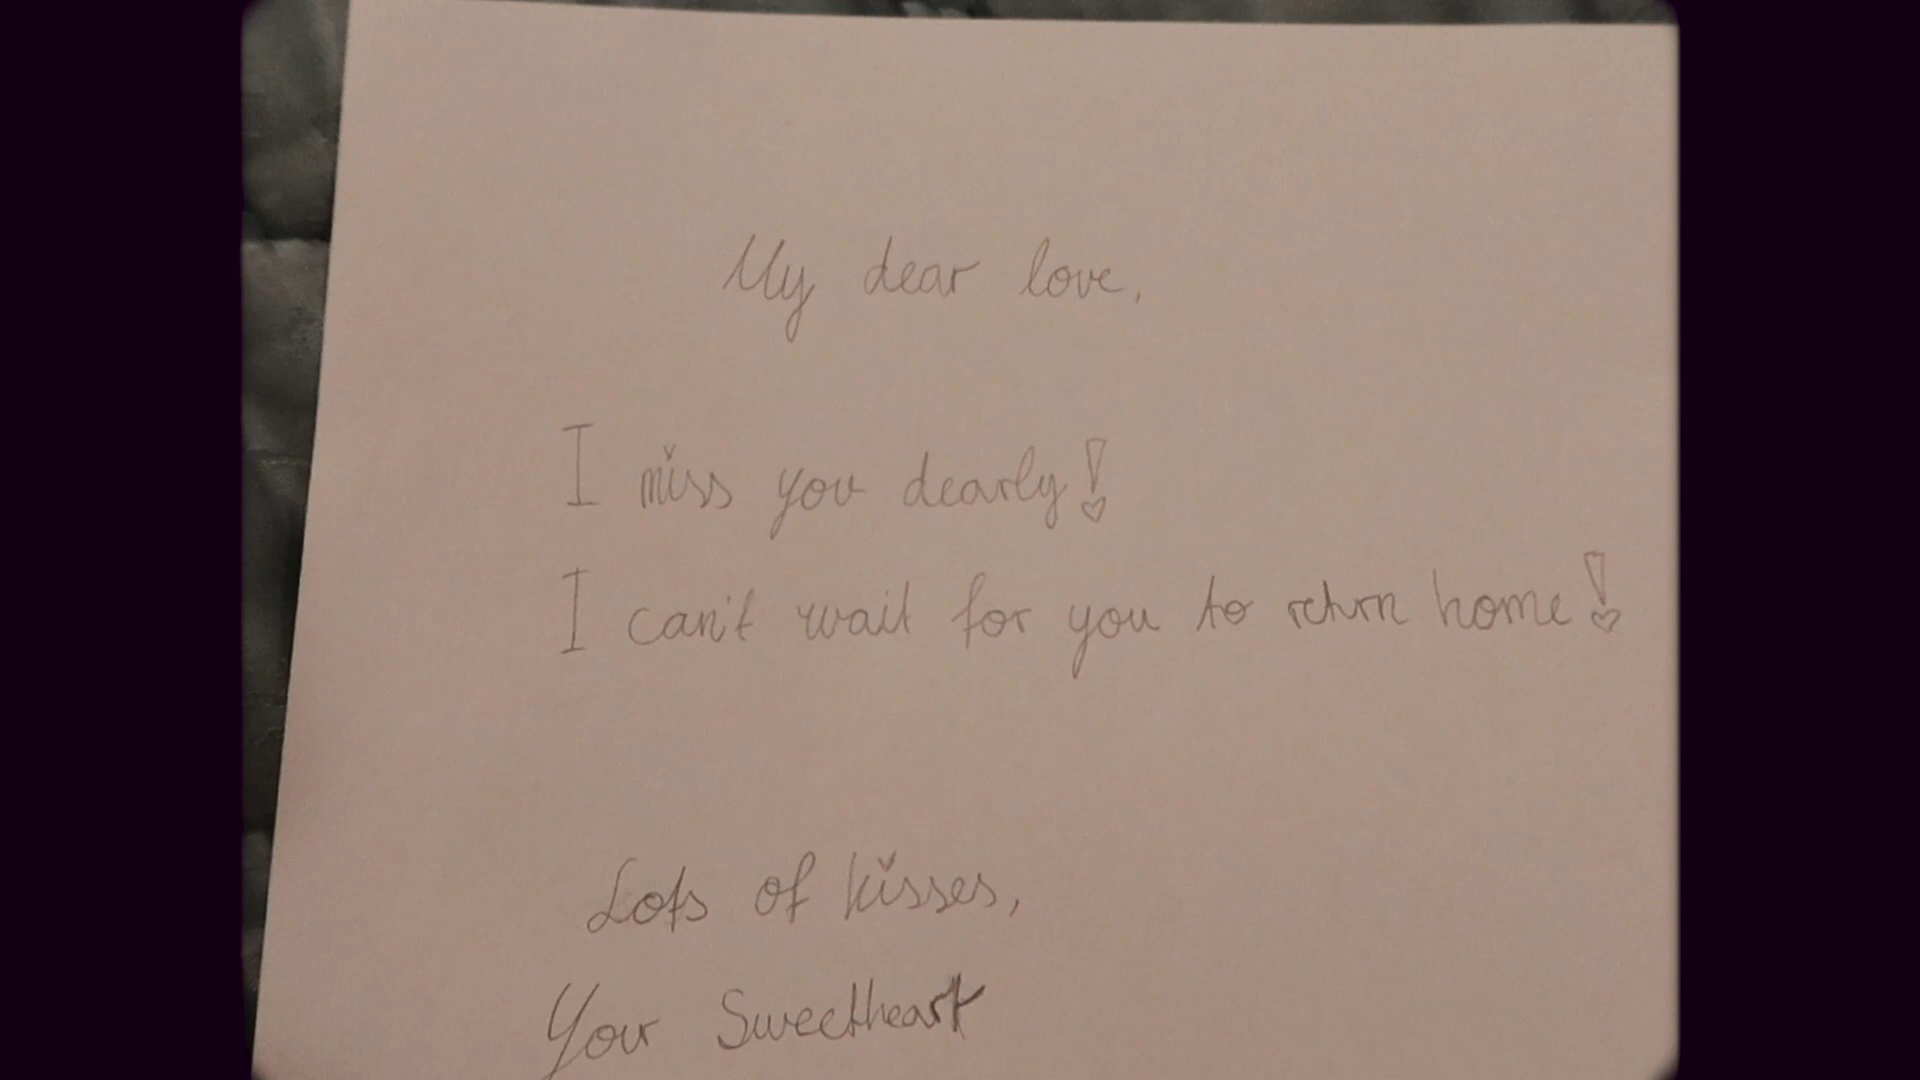 My dear love,
I miss you dearly!
I can't wait for you to return home!
Lots of kisses,
Your Sweetheart